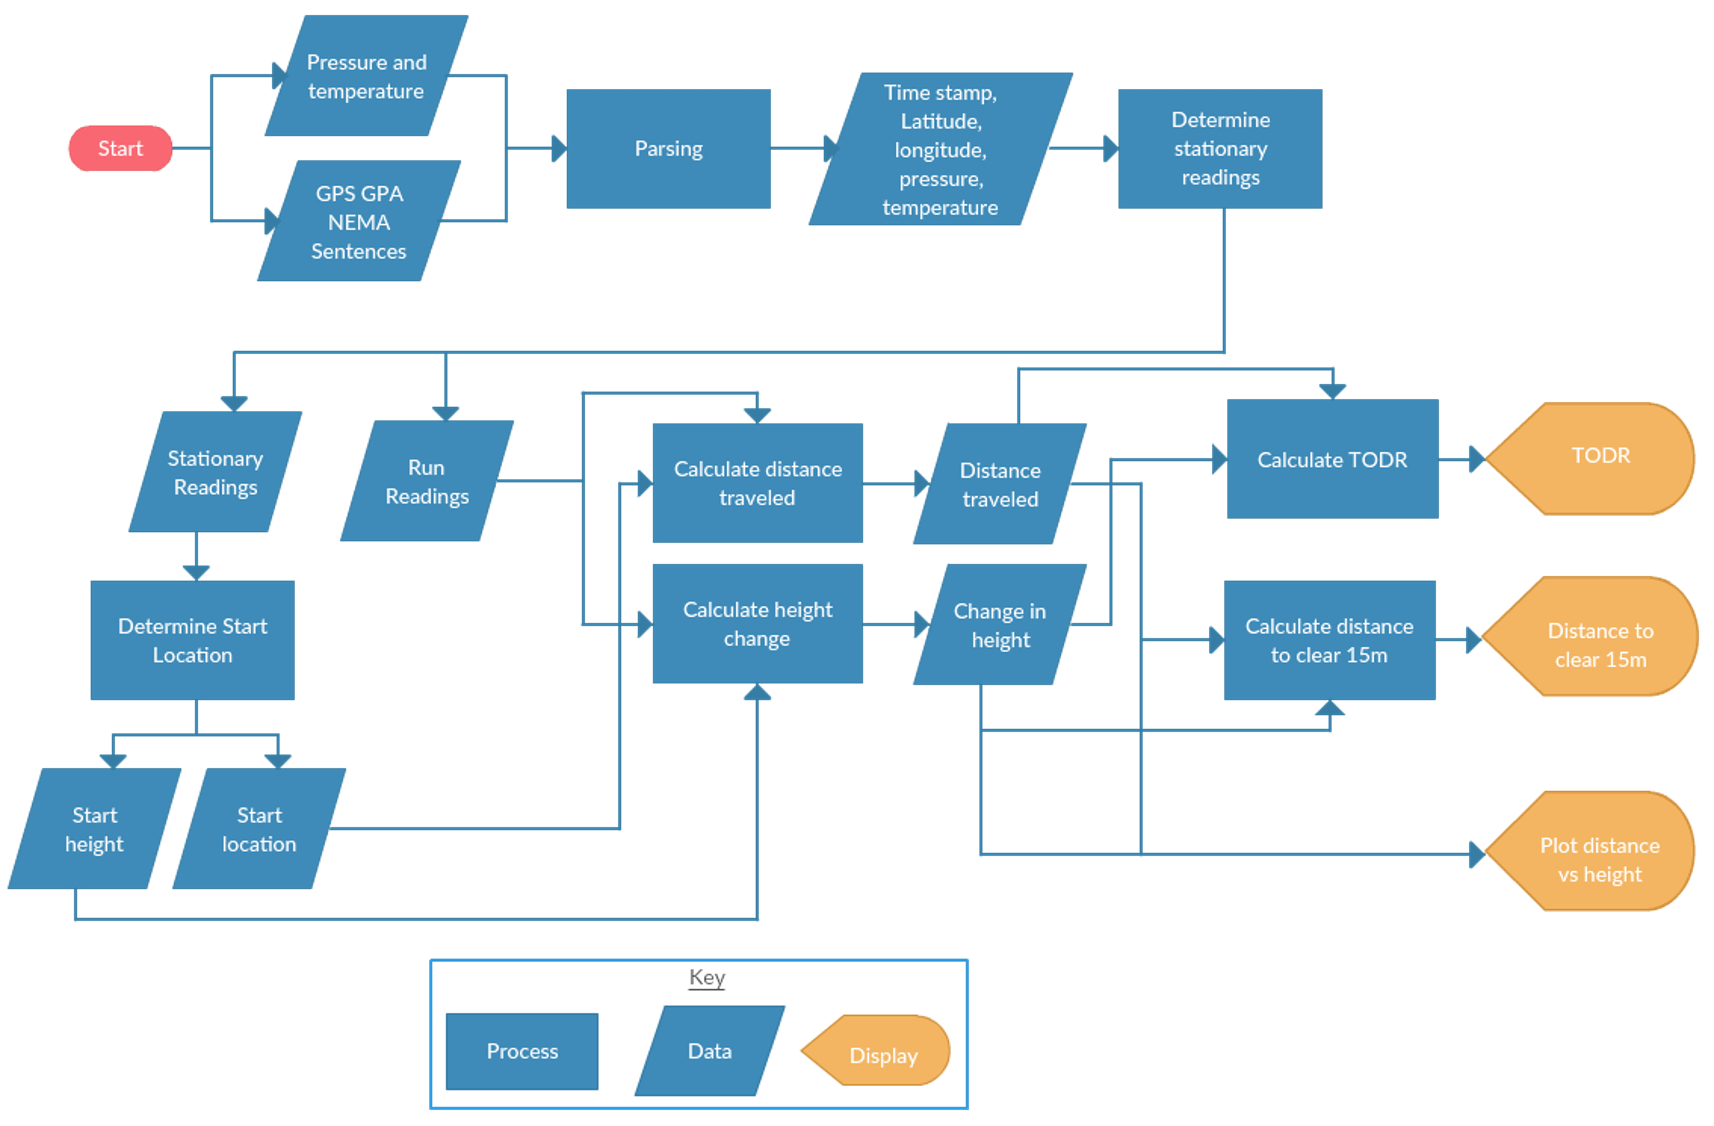 Start
Pressure and
temperature
GPS GPA
NEMA
Sentences
Parsing
Time stamp,
Latitude,
longitude,
pressure,
temperature
Determine
stationary
readings
Stationary
Readings
Run
Readings
Calculate distance
traveled
Distance
traveled
Calculate TODR
TODR
Determine Start
Location
Calculate height
change
Change in
height
Calculate distance
to clear 15m
Distance to
clear 15m
Start
height
Start
location
Plot distance
vs height
Key
Process
Data
Display